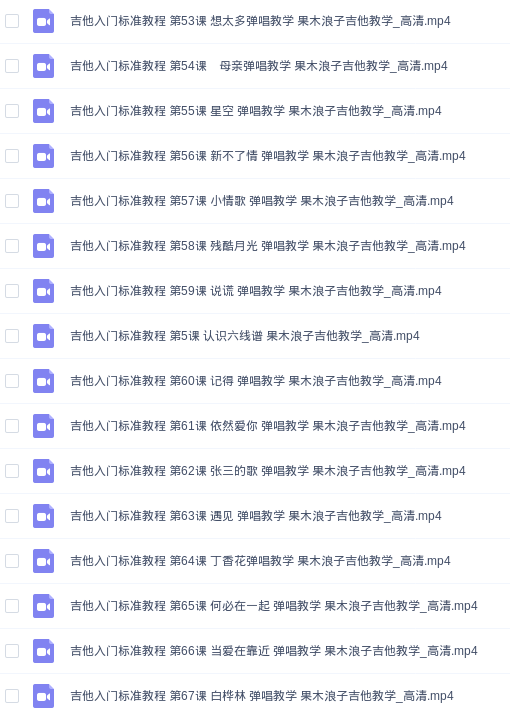 吉他入门标准教程 第53课 想太多弹唱教学 果木浪子吉他教学_高清.mp4
吉他入门标准教程 第54课　母亲弹唱教学 果木浪子吉他教学_高清.mp4
吉他入门标准教程 第55课 星空 弹唱教学 果木浪子吉他教学_高清.mp4
吉他入门标准教程 第56课 新不了情 弹唱教学 果木浪子吉他教学_高清.mp4
吉他入门标准教程 第57课 小情歌 弹唱教学 果木浪子吉他教学_高清.mp4
吉他入门标准教程 第58课 残酷月光 弹唱教学 果木浪子吉他教学_高清.mp4
吉他入门标准教程 第59课 说谎 弹唱教学 果木浪子吉他教学_高清.mp4
吉他入门标准教程 第5课 认识六线谱 果木浪子吉他教学_高清.mp4
吉他入门标准教程 第60课 记得 弹唱教学 果木浪子吉他教学_高清.mp4
吉他入门标准教程 第61课 依然爱你 弹唱教学 果木浪子吉他教学_高清.mp4
吉他入门标准教程 第62课 张三的歌 弹唱教学 果木浪子吉他教学_高清.mp4
吉他入门标准教程 第63课 遇见 弹唱教学 果木浪子吉他教学_高清.mp4
吉他入门标准教程 第64课 丁香花弹唱教学 果木浪子吉他教学_高清.mp4
吉他入门标准教程 第65课 何必在一起 弹唱教学 果木浪子吉他教学_高清.mp4
吉他入门标准教程 第66课 当爱在靠近 弹唱教学 果木浪子吉他教学_高清.mp4
吉他入门标准教程 第67课 白桦林 弹唱教学 果木浪子吉他教学_高清.mp4